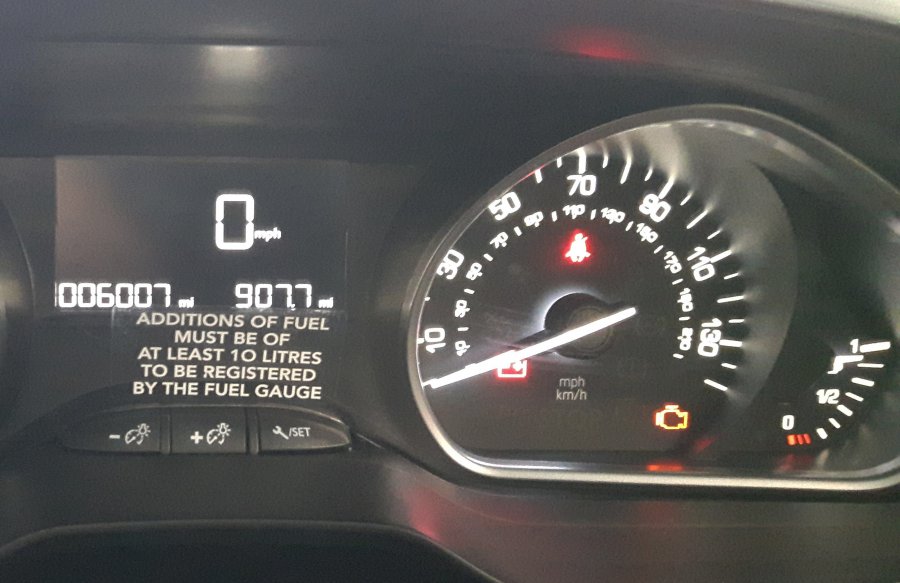 0 mph
006007 mi 907.7 mi
ADDITIONS OF FUEL
MUST BE OF
AT LEAST 10 LITRES
TO BE REGISTERED
BY THE FUEL GAUGE
- +
/SET
10 30 50 70 90 110 130
mph
km/h
0 1/2 1